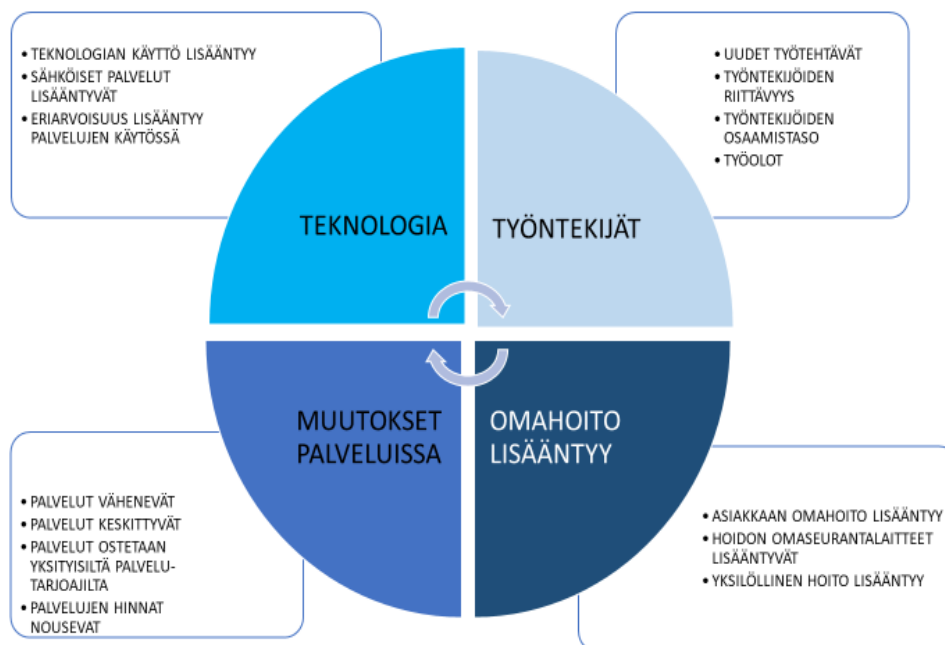 • TEKNOLOGIAN KÄYTTÖ LISÄÄNTYY
• SÄHKÖISET PALVELUT
LISÄÄNTYVÄT
• ERIARVOISUUS LISÄÄNTY
PALVELUJEN KÄYTÖSSÄ
• UUDET TYÖTEHTÄVÄT
• TYÖNTEKIJÖIDEN
RIITTÄVYYS
• TYÖNTEKIJÖIDEN
OSAAMISTASO
• TYÖOLOT
TEKNOLOGIA
TYÖNTEKIJÄT
MUUTOKSET
PALVELUISSA
OMAHOITO
LISÄÄNTYY
• PALVELUT VÄHENEVÄT
• PALVELUT KESKITTYVÄT
• PALVELUT OSTETAAN
YKSITYISILTÄ PALVELU-
TARJOAJILTA
• PALVELUJEN HINNAT
NOUSEVAT
• ASIAKKAAN OMAHOITO LISÄÄNTYY
• HOIDON OMASEURANTALAITTEET
LISÄÄNTYVÄT
• YKSILÖLLINEN HOITO LISÄÄNTYY